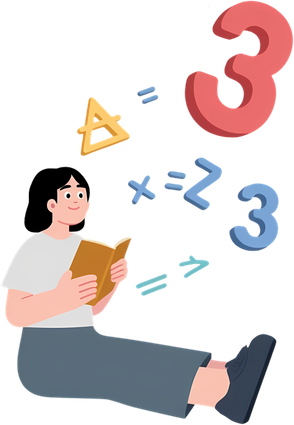 A = 3
x = Z 3
=